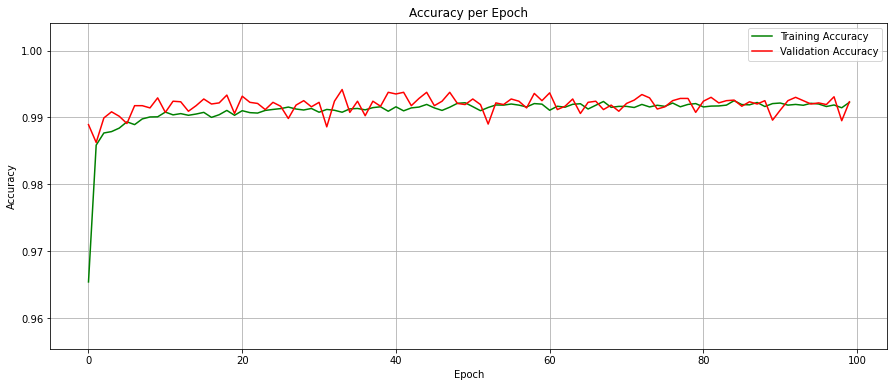 Accuracy per Epoch
Training Accuracy
Validation Accuracy
Accuracy
1.00
0.99
0.98
0.97
0.96
0
20
40
60
80
100
Epoch